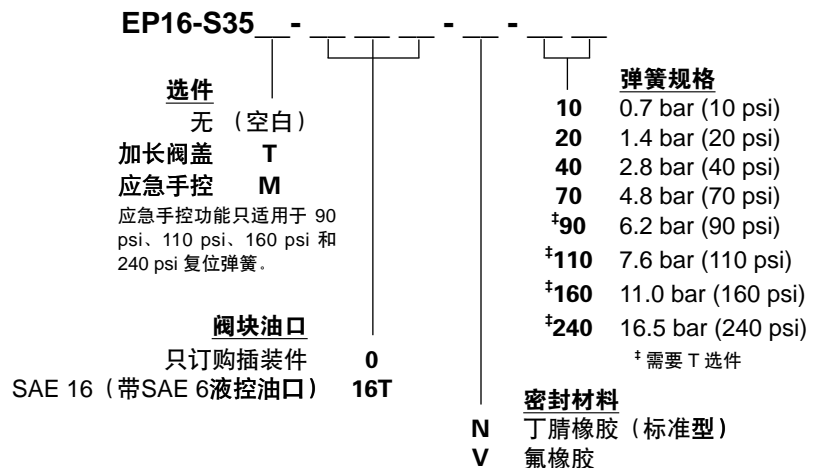 EP16-S35__- __ __ __ - __ - __ __
选件
无 (空白)
加长阀盖 T
应急手控 M
应急手控功能只适用于 90
psi、110 psi、160 psi 和
240 psi 复位弹簧。
阀块油口
只订购插装件 0
SAE 16（带SAE 6液控油口） 16T
弹簧规格
10 0.7 bar (10 psi)
20 1.4 bar (20 psi)
40 2.8 bar (40 psi)
70 4.8 bar (70 psi)
‡90 6.2 bar (90 psi)
‡110 7.6 bar (110 psi)
‡160 11.0 bar (160 psi)
‡240 16.5 bar (240 psi)
‡ 需要 T 选件
密封材料
N 丁腈橡胶（标准型）
V 氟橡胶